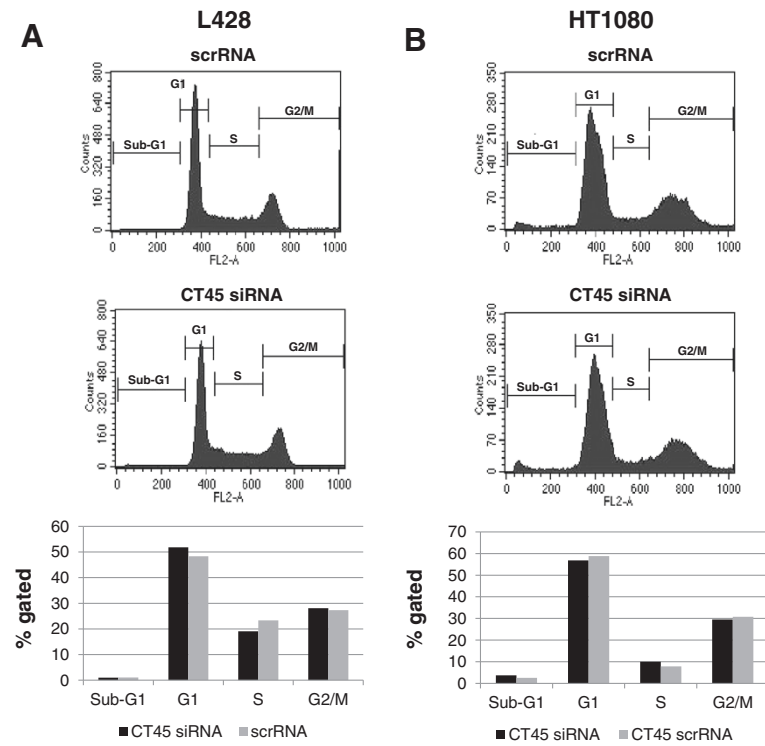 A
L428
scrRNA
800
640
480
320
160
0
Counts
Sub-G1
G1
S
G2/M
0 200 400 600 800 1000
FL2-A
CT45 siRNA
800
640
480
320
160
0
Counts
Sub-G1
G1
S
G2/M
0 200 400 600 800 1000
FL2-A
60
50
40
30
20
10
0
% gated
Sub-G1 G1 S G2/M
CT45 siRNA scrRNA
B
HT1080
scrRNA
350
280
210
140
70
0
Counts
Sub-G1
G1
S
G2/M
0 200 400 600 800 1000
FL2-A
CT45 siRNA
350
280
210
140
70
0
Counts
Sub-G1
G1
S
G2/M
0 200 400 600 800 1000
FL2-A
70
60
50
40
30
20
10
0
% gated
Sub-G1 G1 S G2/M
CT45 siRNA CT45 scrRNA